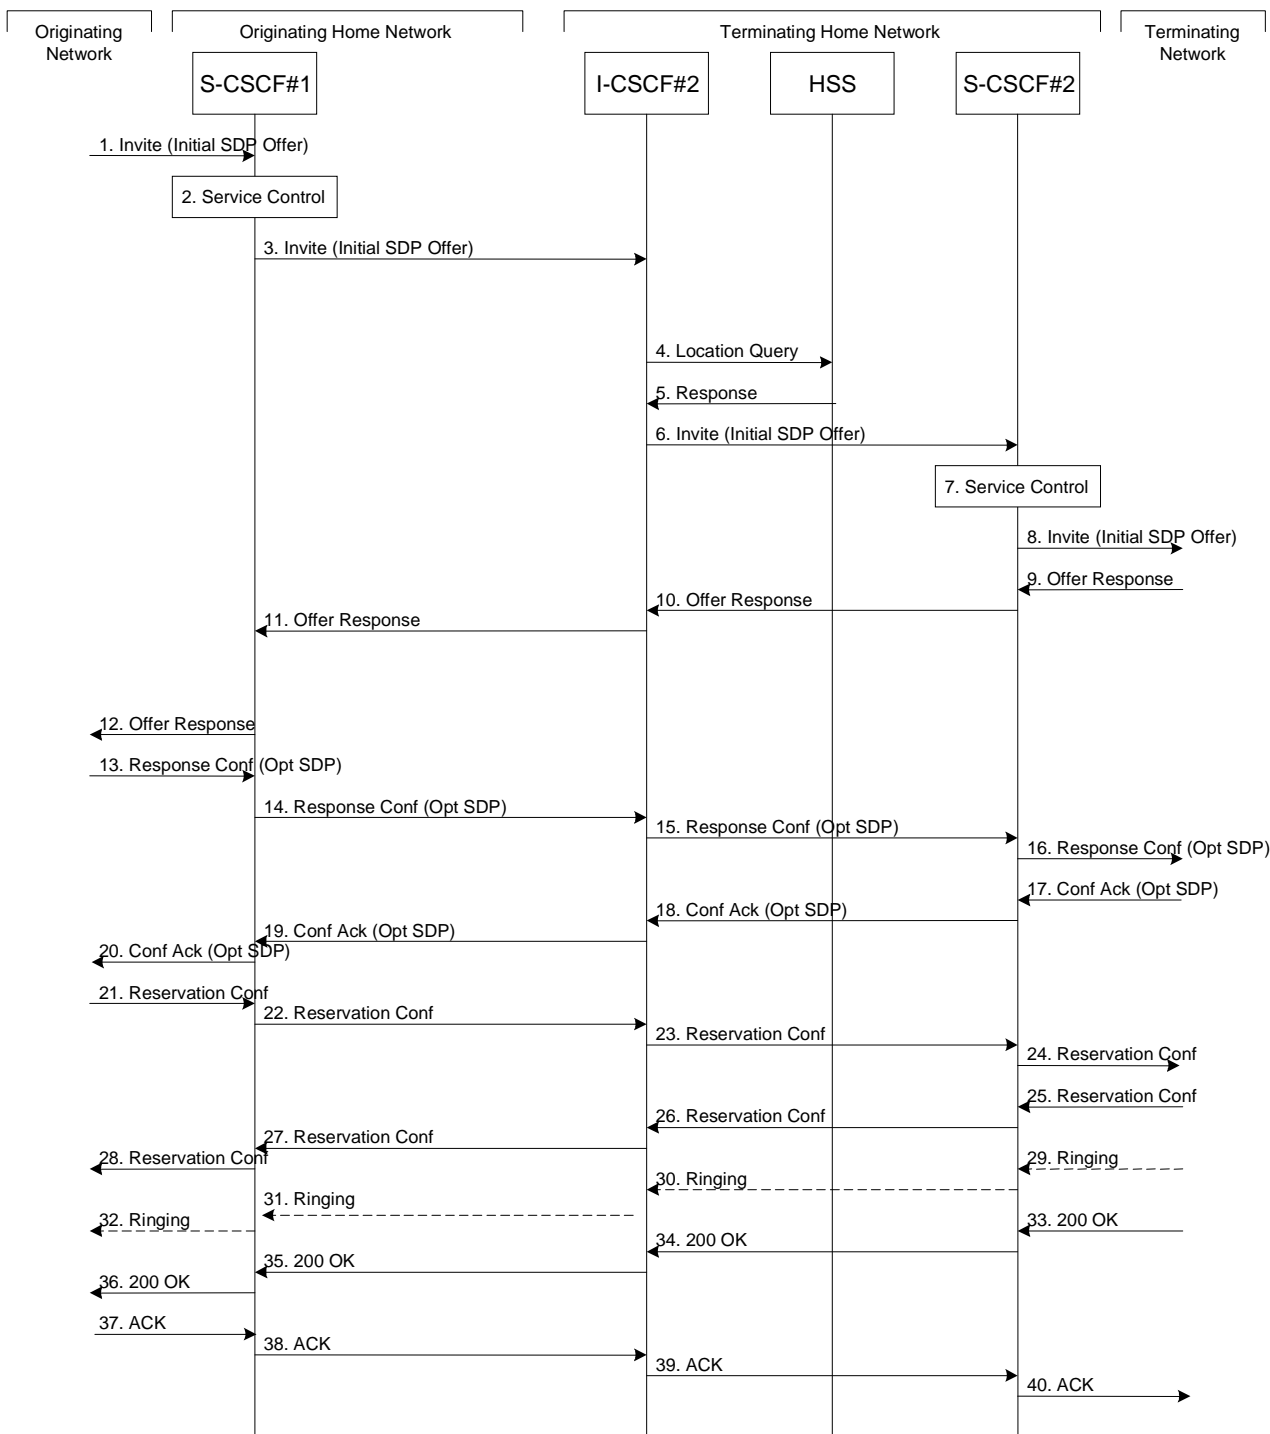 Originating
Network
Originating Home Network
Terminating Home Network
Terminating
Network
S-CSCF#1
I-CSCF#2
HSS
S-CSCF#2
1. Invite (Initial SDP Offer)
2. Service Control
3. Invite (Initial SDP Offer)
4. Location Query
5. Response
6. Invite (Initial SDP Offer)
7. Service Control
8. Invite (Initial SDP Offer)
9. Offer Response
10. Offer Response
11. Offer Response
12. Offer Response
13. Response Conf (Opt SDP)
14. Response Conf (Opt SDP)
15. Response Conf (Opt SDP)
16. Response Conf (Opt SDP)
17. Conf Ack (Opt SDP)
18. Conf Ack (Opt SDP)
19. Conf Ack (Opt SDP)
20. Conf Ack (Opt SDP)
21. Reservation Conf
22. Reservation Conf
23. Reservation Conf
24. Reservation Conf
25. Reservation Conf
26. Reservation Conf
27. Reservation Conf
28. Reservation Conf
29. Ringing
30. Ringing
31. Ringing
32. Ringing
33. 200 OK
34. 200 OK
35. 200 OK
36. 200 OK
37. ACK
38. ACK
39. ACK
40. ACK